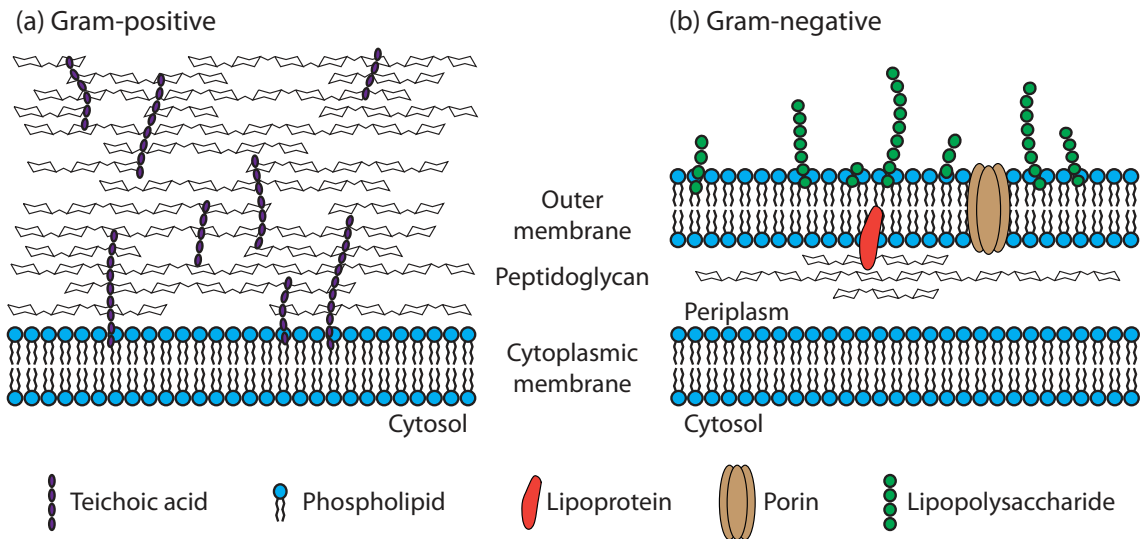 (a) Gram-positive
(b) Gram-negative
Outer
membrane
Peptidoglycan
Periplasm
Cytoplasmic
membrane
Cytosol
Cytosol
Teichoic acid
Phospholipid
Lipoprotein
Porin
Lipopolysaccharide